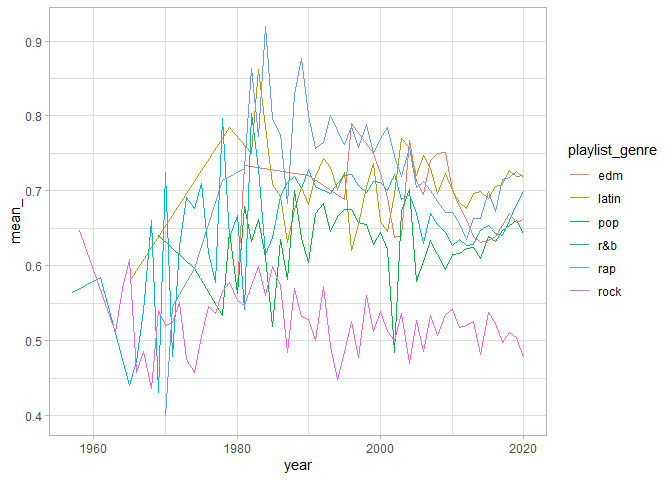 0.9
0.8
0.7
0.6
0.5
0.4
mean_
1960
1980
2000
2020
year
playlist_genre
edm
latin
pop
r&b
rap
rock